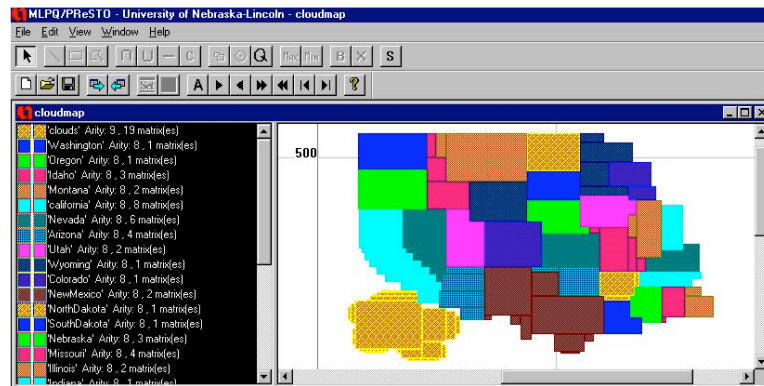 MLPQ/PReSTO - University of Nebraska-Lincoln - cloudmap
File Edit View Window Help
C Q Max Min B S
Set A ?
cloudmap
'clouds' Arity: 9 , 19 matrix(es)
'Washington' Arity: 8 , 1 matrix(es)
'Oregon' Arity: 8 , 1 matrix(es)
'Idaho' Arity: 8 , 3 matrix(es)
'Montana' Arity: 8 , 2 matrix(es)
'california' Arity: 8 , 8 matrix(es)
'Nevada' Arity: 8 , 6 matrix(es)
'Arizona' Arity: 8 , 4 matrix(es)
'Utah' Arity: 8 , 2 matrix(es)
'Wyoming' Arity: 8 , 1 matrix(es)
'Colorado' Arity: 8 , 1 matrix(es)
'NewMexico' Arity: 8 , 2 matrix(es)
'NorthDakota' Arity: 8 , 1 matrix(es)
'SouthDakota' Arity: 8 , 1 matrix(es)
'Nebraska' Arity: 8 , 3 matrix(es)
'Missouri' Arity: 8 , 4 matrix(es)
'Illinois' Arity: 8 , 2 matrix(es)
'Indiana' Arity: 8 , 1 matrix(es)
500